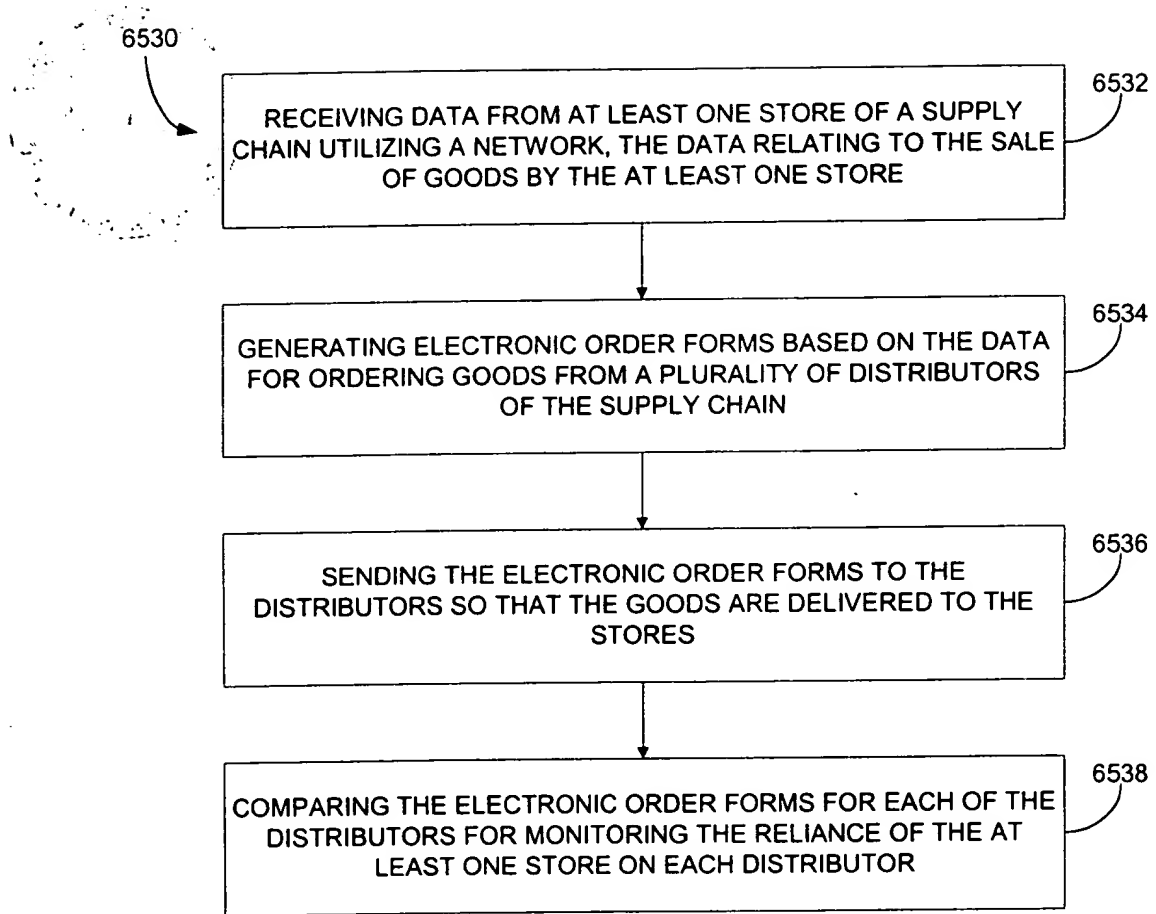 6530
6532
RECEIVING DATA FROM AT LEAST ONE STORE OF A SUPPLY
CHAIN UTILIZING A NETWORK, THE DATA RELATING TO THE SALE
OF GOODS BY THE AT LEAST ONE STORE
6534
GENERATING ELECTRONIC ORDER FORMS BASED ON THE DATA
FOR ORDERING GOODS FROM A PLURALITY OF DISTRIBUTORS
OF THE SUPPLY CHAIN
6536
SENDING THE ELECTRONIC ORDER FORMS TO THE
DISTRIBUTORS SO THAT THE GOODS ARE DELIVERED TO THE
STORES
6538
COMPARING THE ELECTRONIC ORDER FORMS FOR EACH OF THE
DISTRIBUTORS FOR MONITORING THE RELIANCE OF THE AT
LEAST ONE STORE ON EACH DISTRIBUTOR